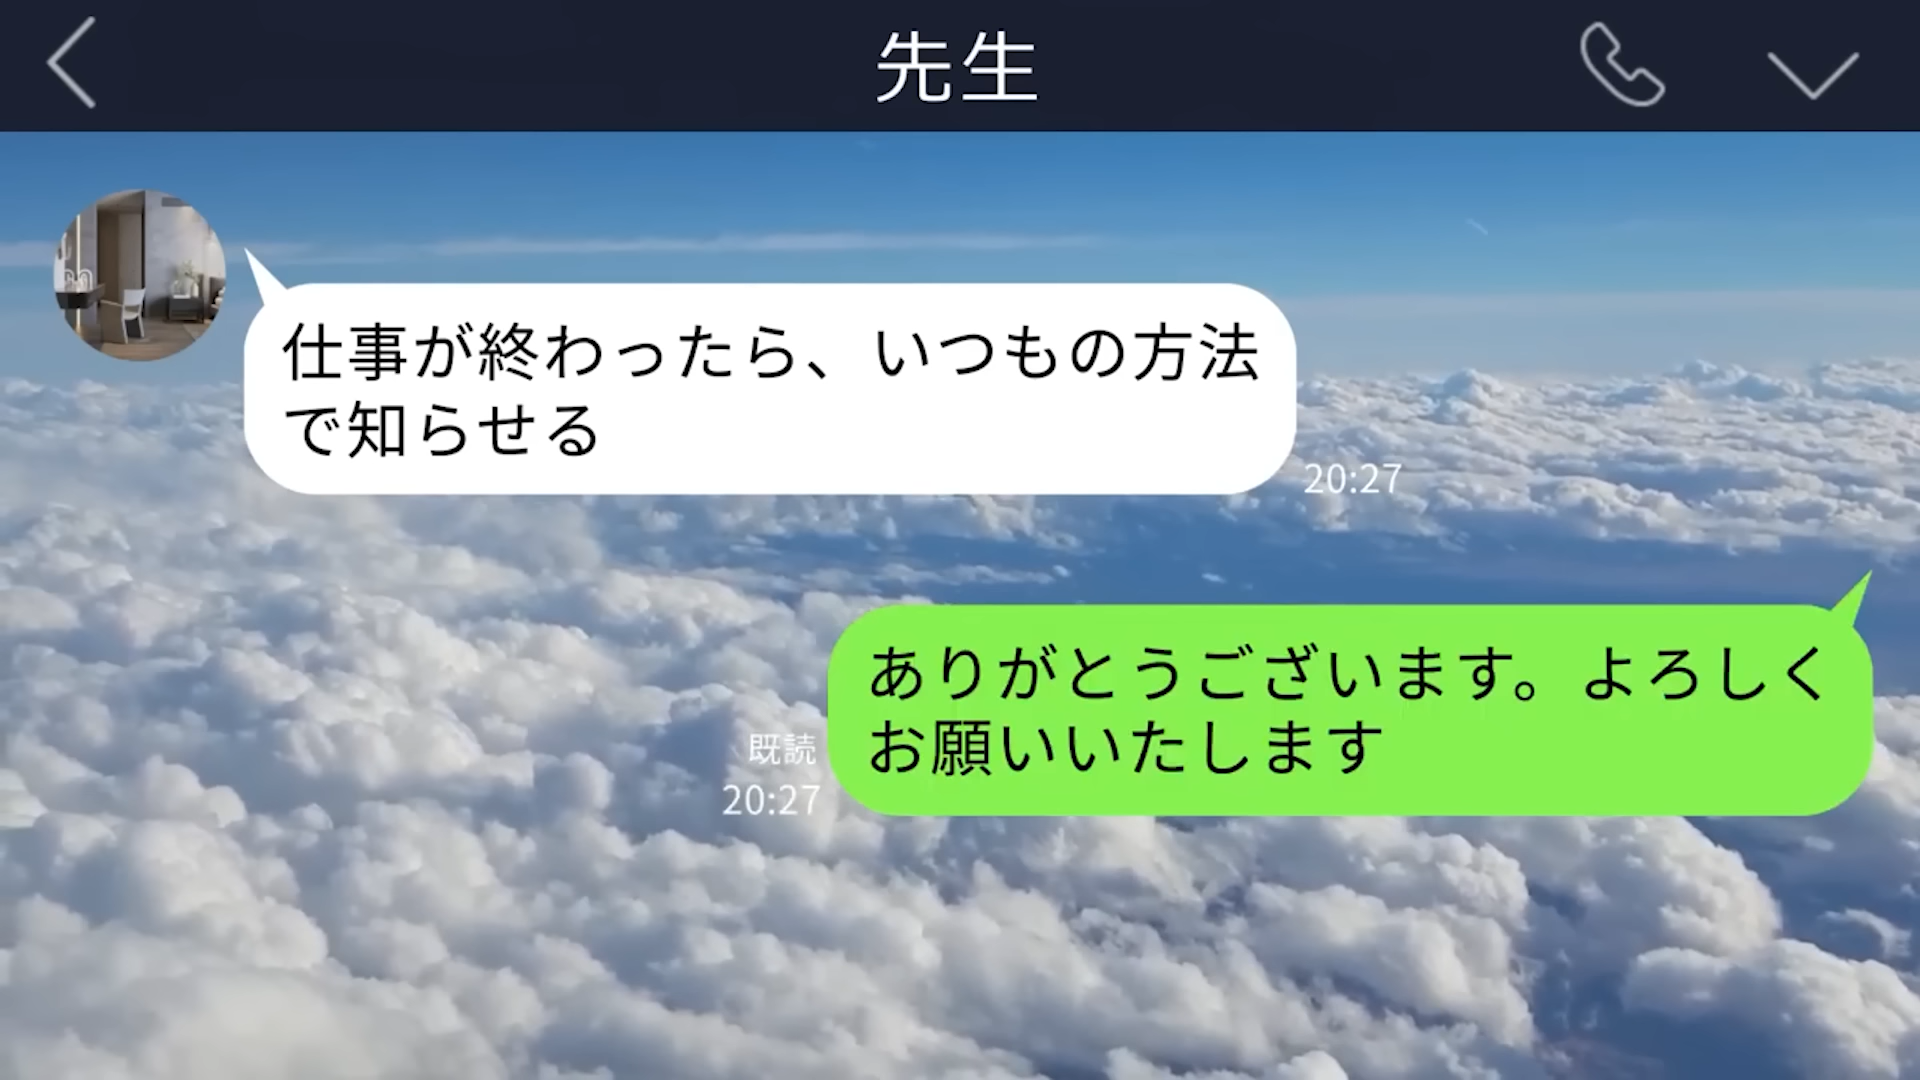 先生
仕事が終わったら、いつもの方法
で知らせる
20:27
ありがとうございます。よろしく
お願いいたします
既読
20:27